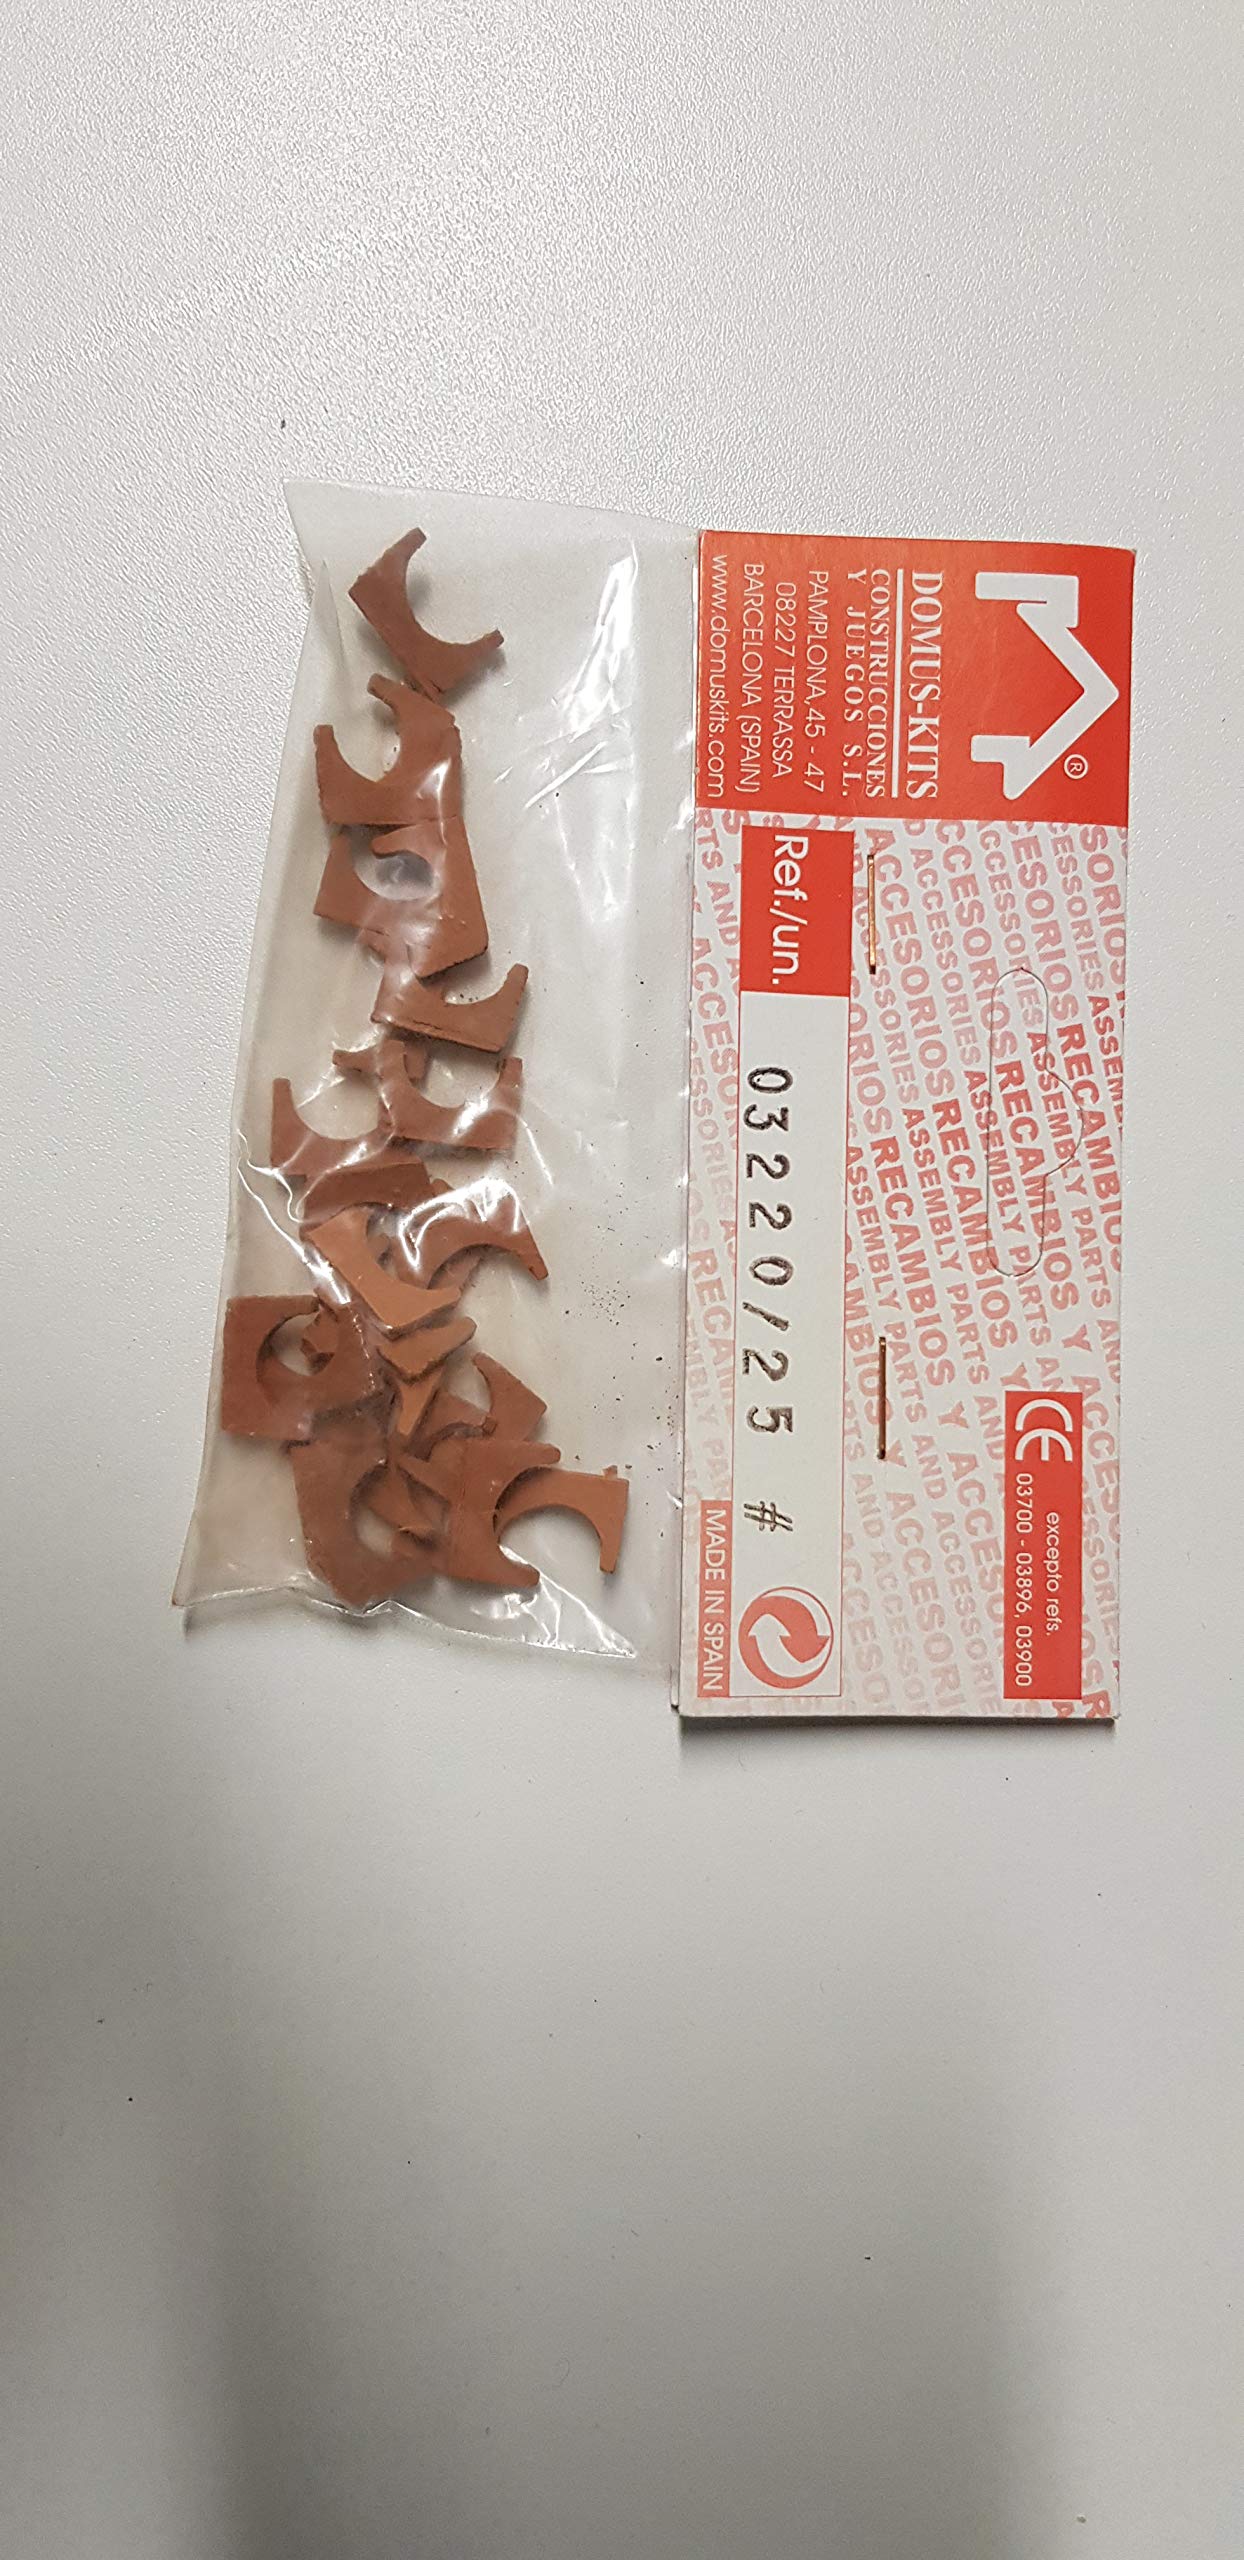 ®
DOMUS-KITS
CONSTRUCCIONES
Y JUEGOS S.L.
PAMPLONA, 45 - 47
08227 TERRASSA
BARCELONA (SPAIN)
www.domuskits.com
CE
excepto refs.
03700 - 03896, 03900
RECAMBIOS Y ACCESORIOS
ASSEMBLY PARTS AND ACCESSORIES
Ref./un.
03220/25 #
MADE IN SPAIN